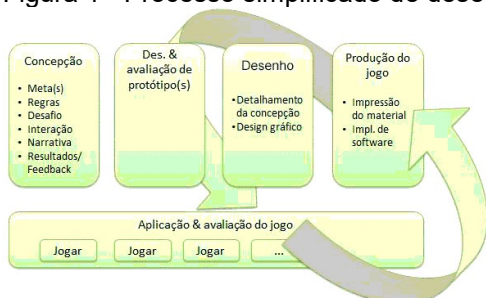 Figura 4 - Processo simplificado de dese
Concepção
• Meta(s)
• Regras
• Desafio
• Interação
• Narrativa
• Resultados/
Feedback
Des. &
avaliação de
protótipo(s)
Desenho
•Detalhamento
da concepção
•Design gráfico
Produção do
jogo
• Impressão
do material
• Impl. de
software
Aplicação & avaliação do jogo
Jogar
Jogar
Jogar
...